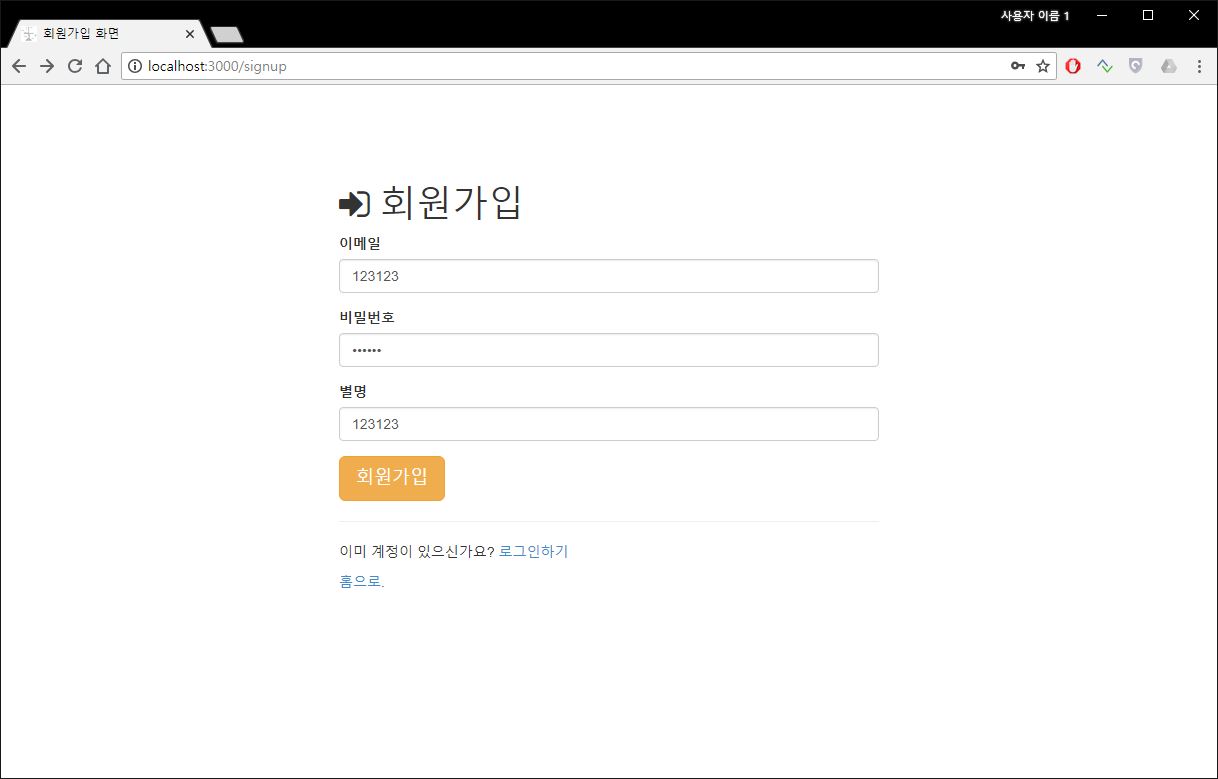 사용자 이름 1
회원가입 화면
localhost:3000/signup
회원가입
이메일
123123
비밀번호
••••••
별명
123123
회원가입
이미 계정이 있으신가요? 로그인하기
홈으로.